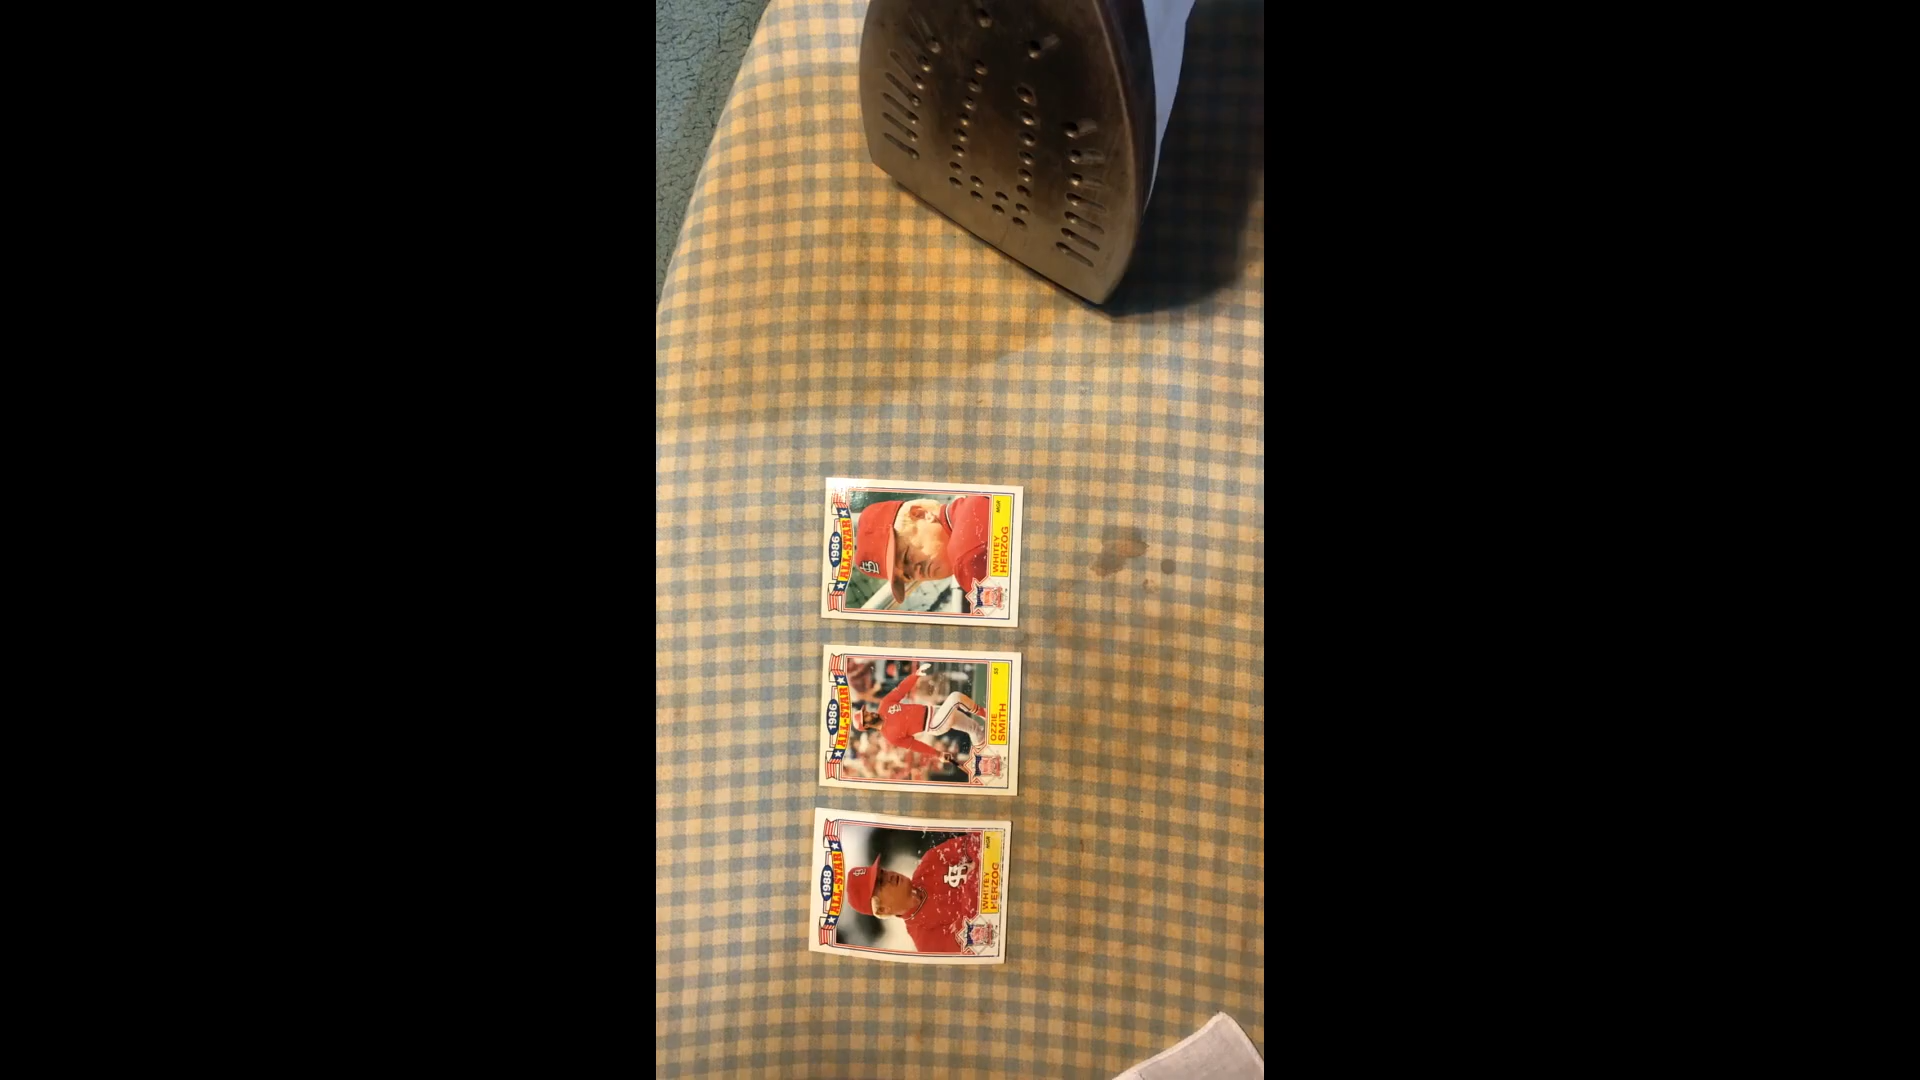 1986
ALL-STAR
MGR
WHITEY
HERZOG
1986
ALL-STAR
SS
OZZIE
SMITH
1988
ALL-STAR
MGR
WHITEY
HERZOG